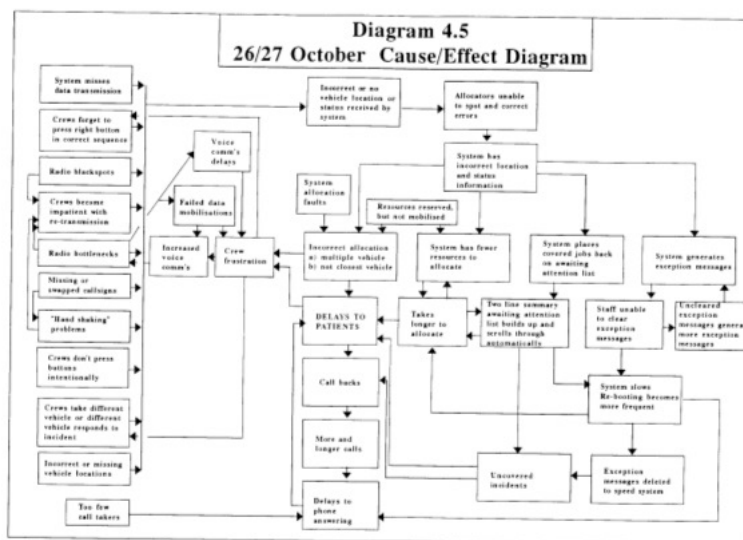 Diagram 4.5
26/27 October Cause/Effect Diagram
System misses
data transmission
Crews forget to
press right button
in correct sequence
Radio blackspots
Crews become
impatient with
re-transmission
Radio bottlenecks
Missing or
swapped callsigns
"Hand shaking"
problems
Crews don't press
buttons
intentionally
Crews take different
vehicle or different
vehicle responds to
incident
Incorrect or missing
vehicle locations
Too few
call takers
Voice
comm's
delays
Failed data
mobilisations
Increased
voice
comm's
Crew
frustration
Incorrect or no
vehicle location or
status received by
system
Allocators unable
to spot and correct
errors
System has
incorrect location
and status
information
System
allocation
faults
Resources reserved,
but not mobilised
Incorrect allocation
a) multiple vehicle
b) not closest vehicle
System has fewer
resources to
allocate
System places
covered jobs back on
awaiting
attention list
System generates
exception messages
DELAYS TO
PATIENTS
Takes
longer to
allocate
Two line summary
awaiting attention
list builds up and
scrolls through
automatically
Staff unable to
clear
exception
messages
Uncleared
exception
messages generate
more exception
messages
Call backs
System slows
Re-booting becomes
more frequent
More and
longer calls
Uncovered
incidents
Exception
messages deleted
to speed system
Delays to
phone
answering